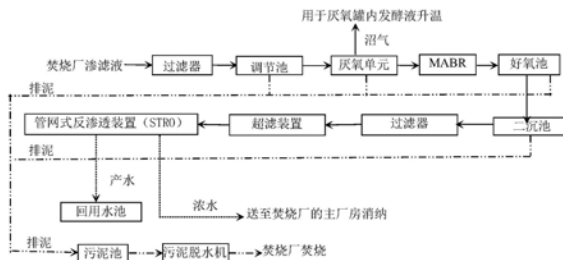 用于厌氧罐内发酵液升温
沼气
焚烧厂渗滤液 过滤器 调节池 厌氧单元 MABR 好氧池
排泥
管网式反渗透装置（STRO） 超滤装置 过滤器 二沉池
排泥
产水 浓水
回用水池 送至焚烧厂的主厂房消纳
排泥 污泥池 污泥脱水机 焚烧厂焚烧